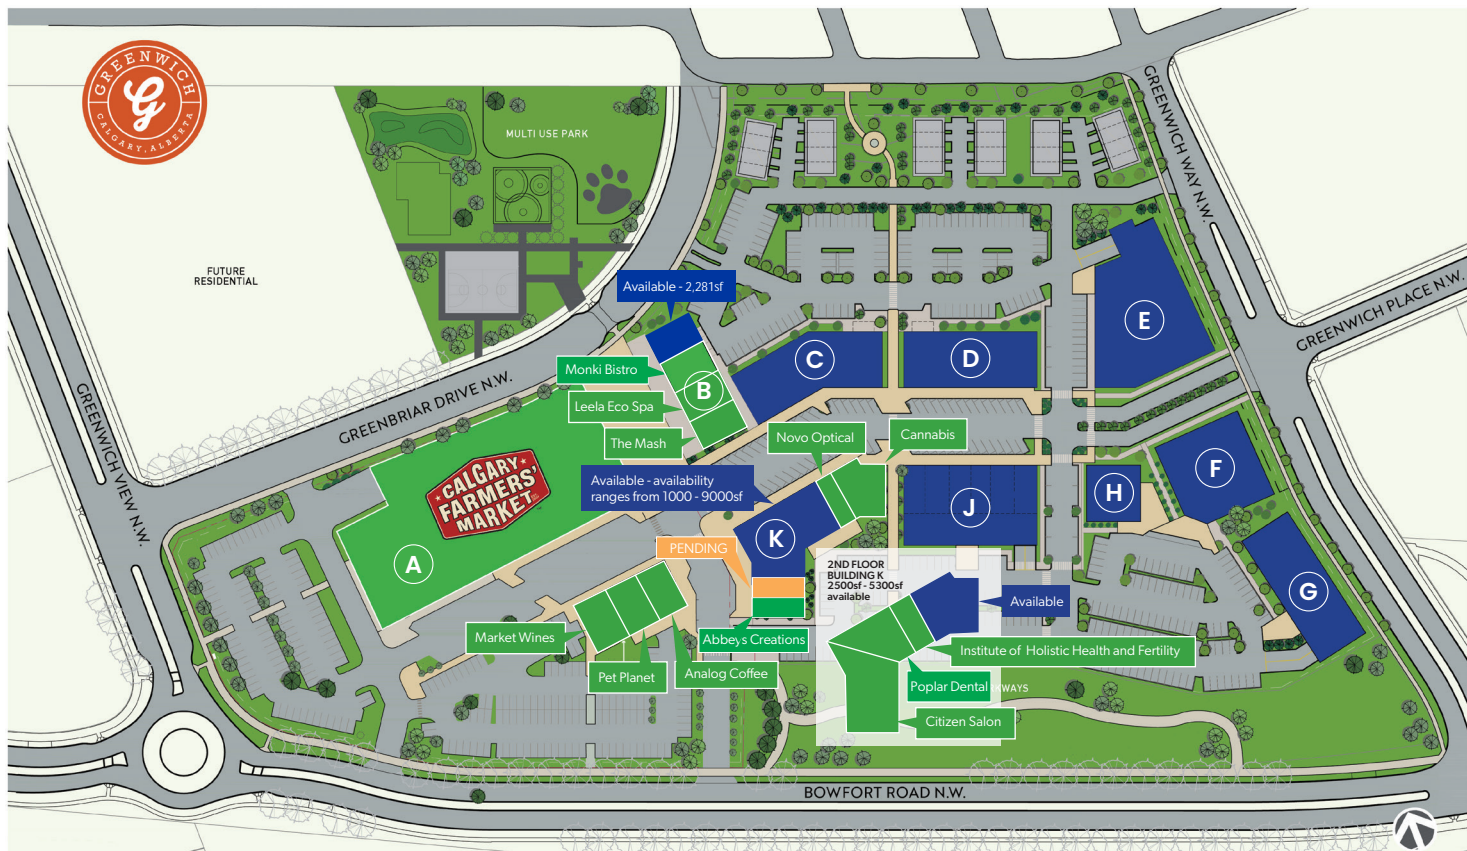 GREENWICH
G
CALGARY, ALBERTA
MULTI USE PARK
FUTURE
RESIDENTIAL
GREENWICH WAY N.W.
GREENWICH PLACE N.W.
GREENWICH VIEW N.W.
GREENBRIAR DRIVE N.W.
Available - 2,281sf
Monki Bistro
Leela Eco Spa
The Mash
B
C
D
E
CALGARY
FARMERS'
MARKET
A
Novo Optical
Cannabis
Available - availability
ranges from 1000 - 9000sf
K
J
H
F
G
PENDING
Abbeys Creations
Market Wines
Pet Planet
Analog Coffee
2ND FLOOR
BUILDING K
2500sf - 5300sf
available
Available
Institute of Holistic Health and Fertility
Poplar Dental
KWAYS
Citizen Salon
BOWFORT ROAD N.W.